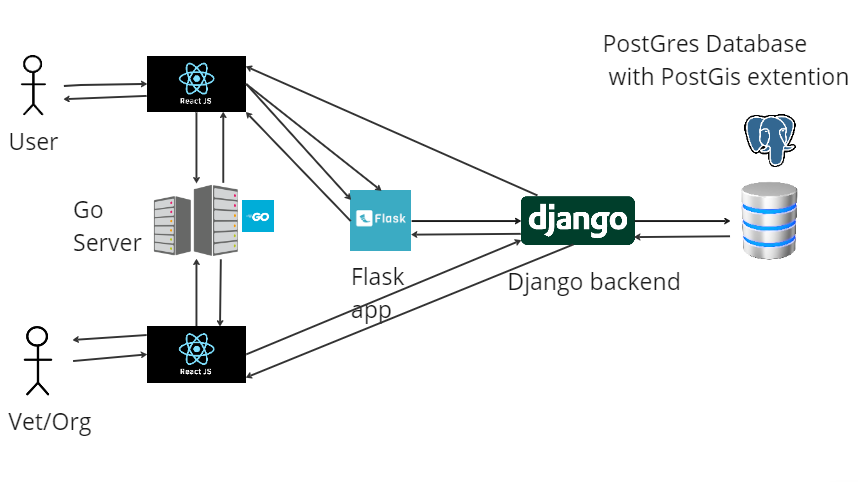 PostGres Database
with PostGis extention
React JS
User
Go
Server
GO
Flask
django
Flask
app
Django backend
React JS
Vet/Org